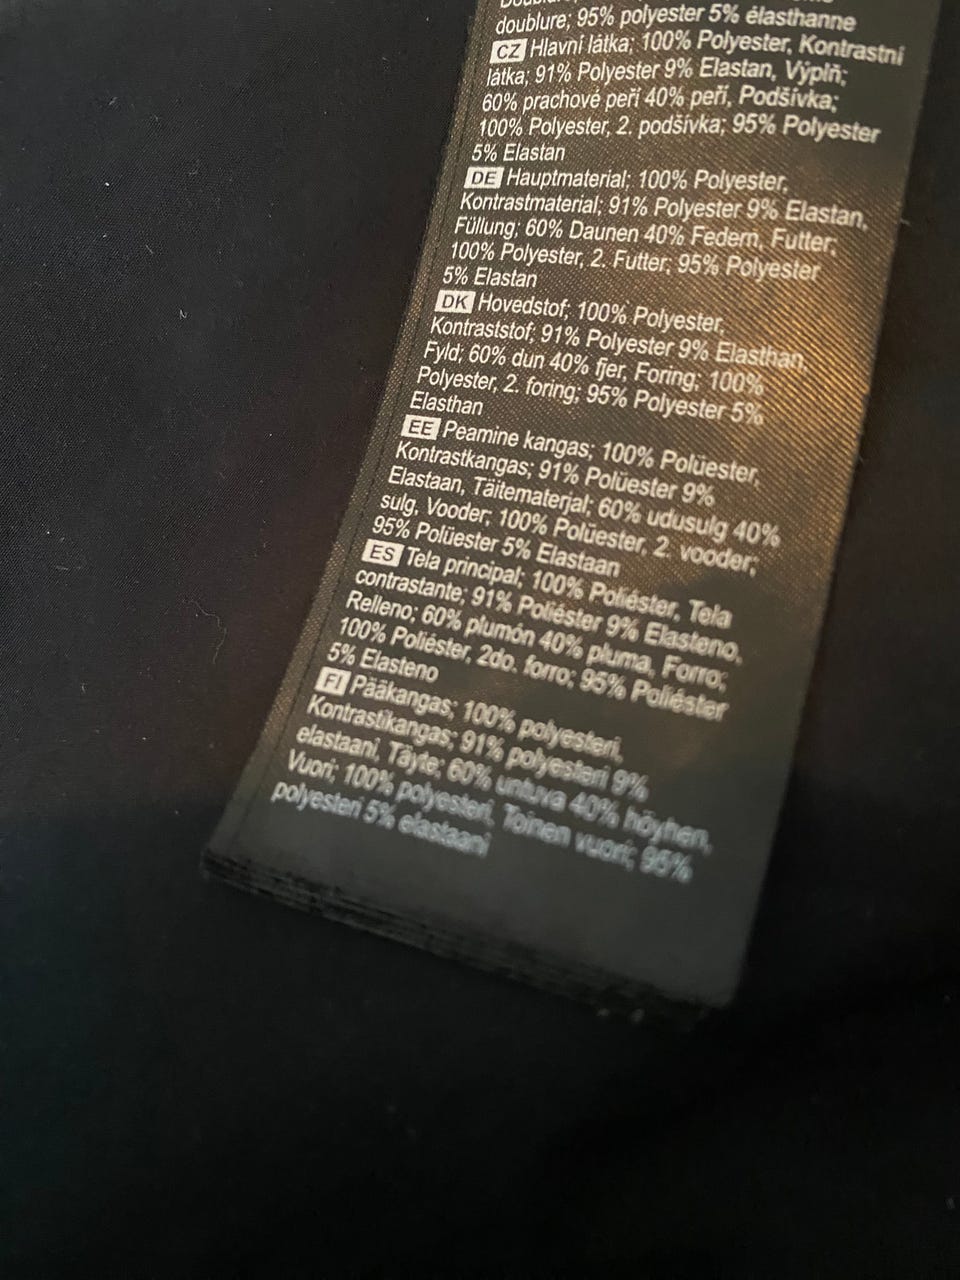 doublure; 95% polyester 5% élasthanne
CZ Hlavní látka; 100% Polyester, Kontrastní
látka; 91% Polyester 9% Elastan, Výplň;
60% prachové peří 40% peří, Podšívka;
100% Polyester, 2. podšívka; 95% Polyester
5% Elastan
DE Hauptmaterial; 100% Polyester,
Kontrastmaterial; 91% Polyester 9% Elastan,
Füllung; 60% Daunen 40% Federn, Futter;
100% Polyester, 2. Futter; 95% Polyester
5% Elastan
DK Hovedstof; 100% Polyester,
Kontraststof; 91% Polyester 9% Elasthan,
Fyld; 60% dun 40% fjer, Foring; 100%
Polyester, 2. foring; 95% Polyester 5%
Elasthan
EE Peamine kangas; 100% Polüester,
Kontrastkangas; 91% Polüester 9%
Elastaan, Täitematerjal; 60% udusulg 40%
sulg, Vooder; 100% Polüester, 2. vooder;
95% Polüester 5% Elastaan
ES Tela principal; 100% Poliéster, Tela
contrastante; 91% Poliéster 9% Elasteno,
Relleno; 60% plumón 40% pluma, Forro;
100% Poliéster, 2do. forro; 95% Poliéster
5% Elasteno
FI Pääkangas; 100% polyesteri,
Kontrastikangas; 91% polyesteri 9%
elastaani, Täyte; 60% untuva 40% höyhen,
Vuori; 100% polyesteri, Toinen vuori; 95%
polyesteri 5% elastaani